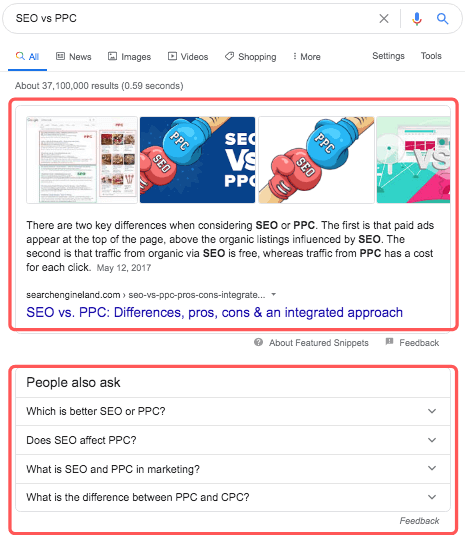 SEO vs PPC
All News Images Videos Shopping More Settings Tools
About 37,100,000 results (0.59 seconds)
PPC
PPC SEO
SEO VS PPC
PPC SEO
VS
There are two key differences when considering SEO or PPC. The first is that paid ads
appear at the top of the page, above the organic listings influenced by SEO. The
second is that traffic from organic via SEO is free, whereas traffic from PPC has a cost
for each click. May 12, 2017
searchengineland.com › seo-vs-ppc-pros-cons-integrate...
SEO vs. PPC: Differences, pros, cons & an integrated approach
About Featured Snippets Feedback
People also ask
Which is better SEO or PPC?
Does SEO affect PPC?
What is SEO and PPC in marketing?
What is the difference between PPC and CPC?
Feedback